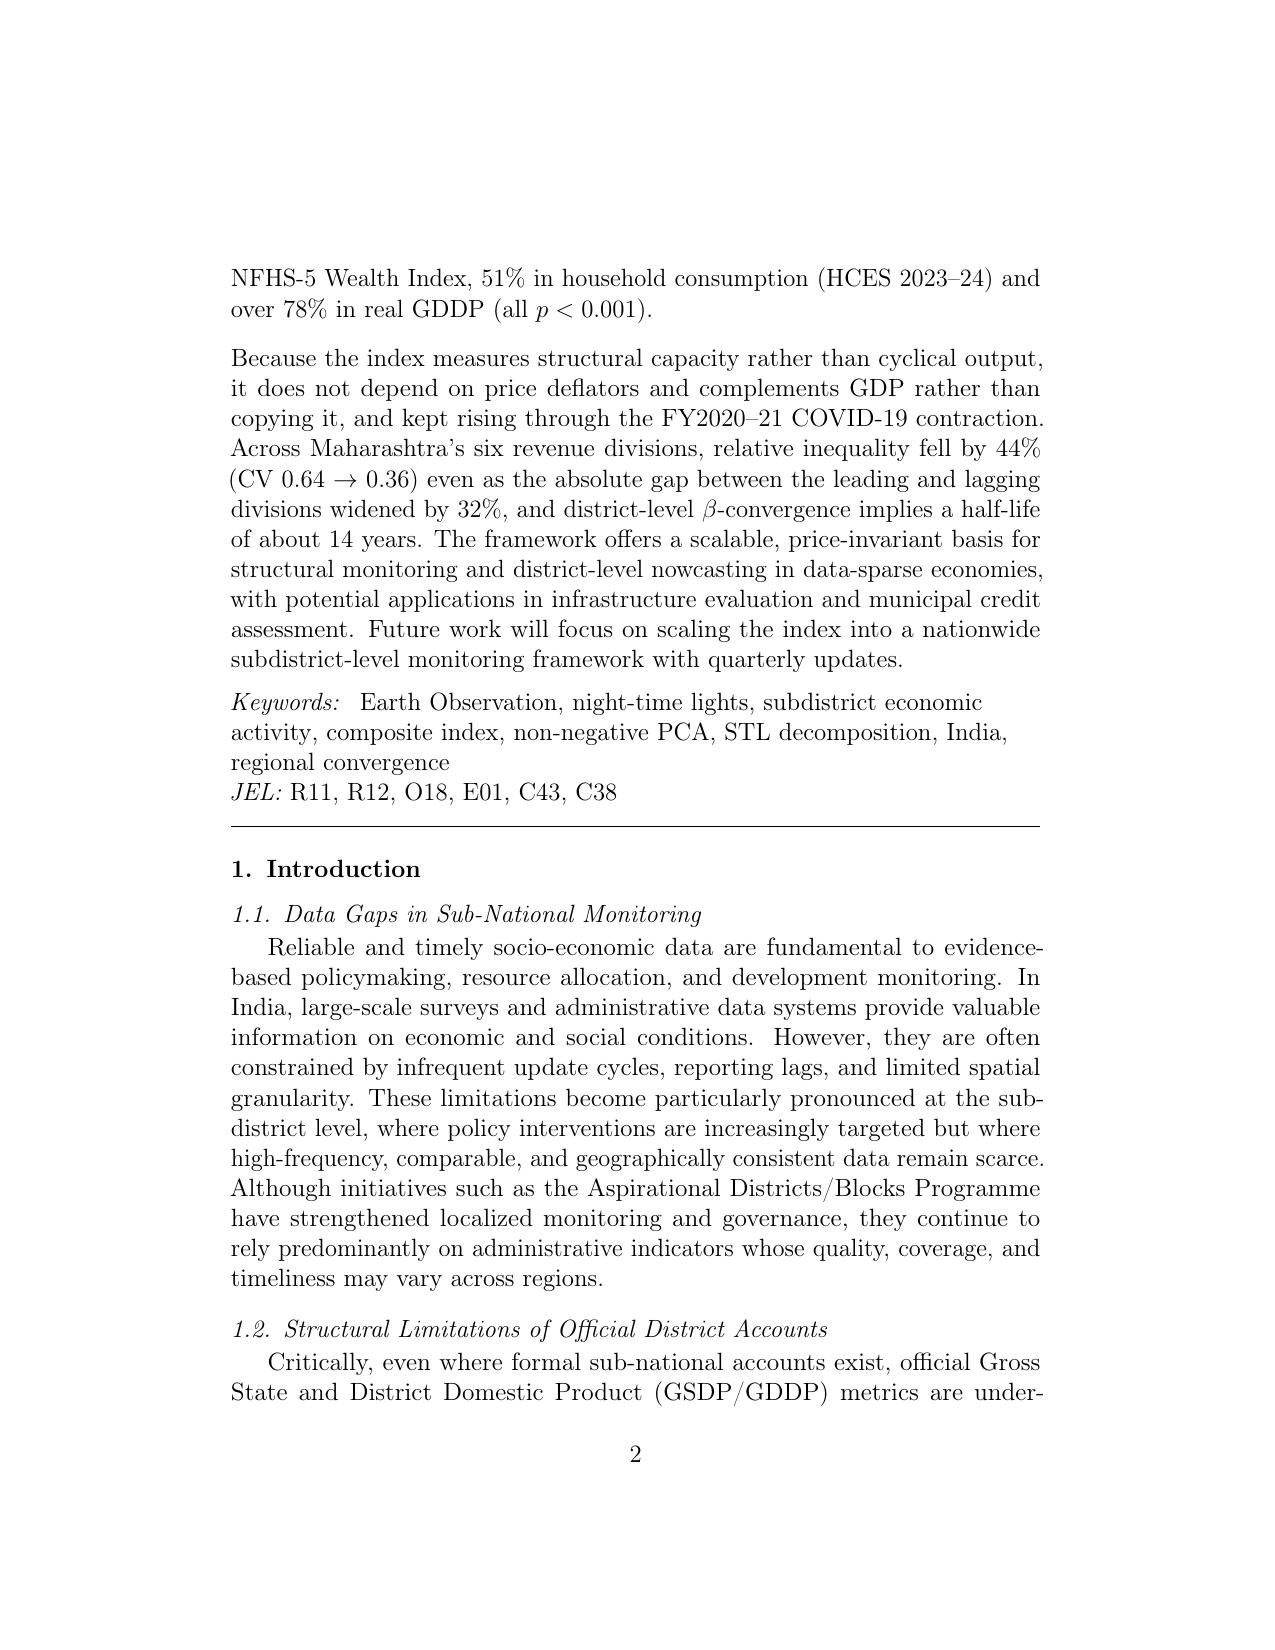 NFHS-5 Wealth Index, 51% in household consumption (HCES 2023–24) and
over 78% in real GDDP (all p < 0.001).
Because the index measures structural capacity rather than cyclical output,
it does not depend on price deflators and complements GDP rather than
copying it, and kept rising through the FY2020–21 COVID-19 contraction.
Across Maharashtra's six revenue divisions, relative inequality fell by 44%
(CV 0.64 → 0.36) even as the absolute gap between the leading and lagging
divisions widened by 32%, and district-level β-convergence implies a half-life
of about 14 years. The framework offers a scalable, price-invariant basis for
structural monitoring and district-level nowcasting in data-sparse economies,
with potential applications in infrastructure evaluation and municipal credit
assessment. Future work will focus on scaling the index into a nationwide
subdistrict-level monitoring framework with quarterly updates.
Keywords: Earth Observation, night-time lights, subdistrict economic
activity, composite index, non-negative PCA, STL decomposition, India,
regional convergence
JEL: R11, R12, O18, E01, C43, C38
1. Introduction
1.1. Data Gaps in Sub-National Monitoring
Reliable and timely socio-economic data are fundamental to evidence-
based policymaking, resource allocation, and development monitoring. In
India, large-scale surveys and administrative data systems provide valuable
information on economic and social conditions. However, they are often
constrained by infrequent update cycles, reporting lags, and limited spatial
granularity. These limitations become particularly pronounced at the sub-
district level, where policy interventions are increasingly targeted but where
high-frequency, comparable, and geographically consistent data remain scarce.
Although initiatives such as the Aspirational Districts/Blocks Programme
have strengthened localized monitoring and governance, they continue to
rely predominantly on administrative indicators whose quality, coverage, and
timeliness may vary across regions.
1.2. Structural Limitations of Official District Accounts
Critically, even where formal sub-national accounts exist, official Gross
State and District Domestic Product (GSDP/GDDP) metrics are under-
2